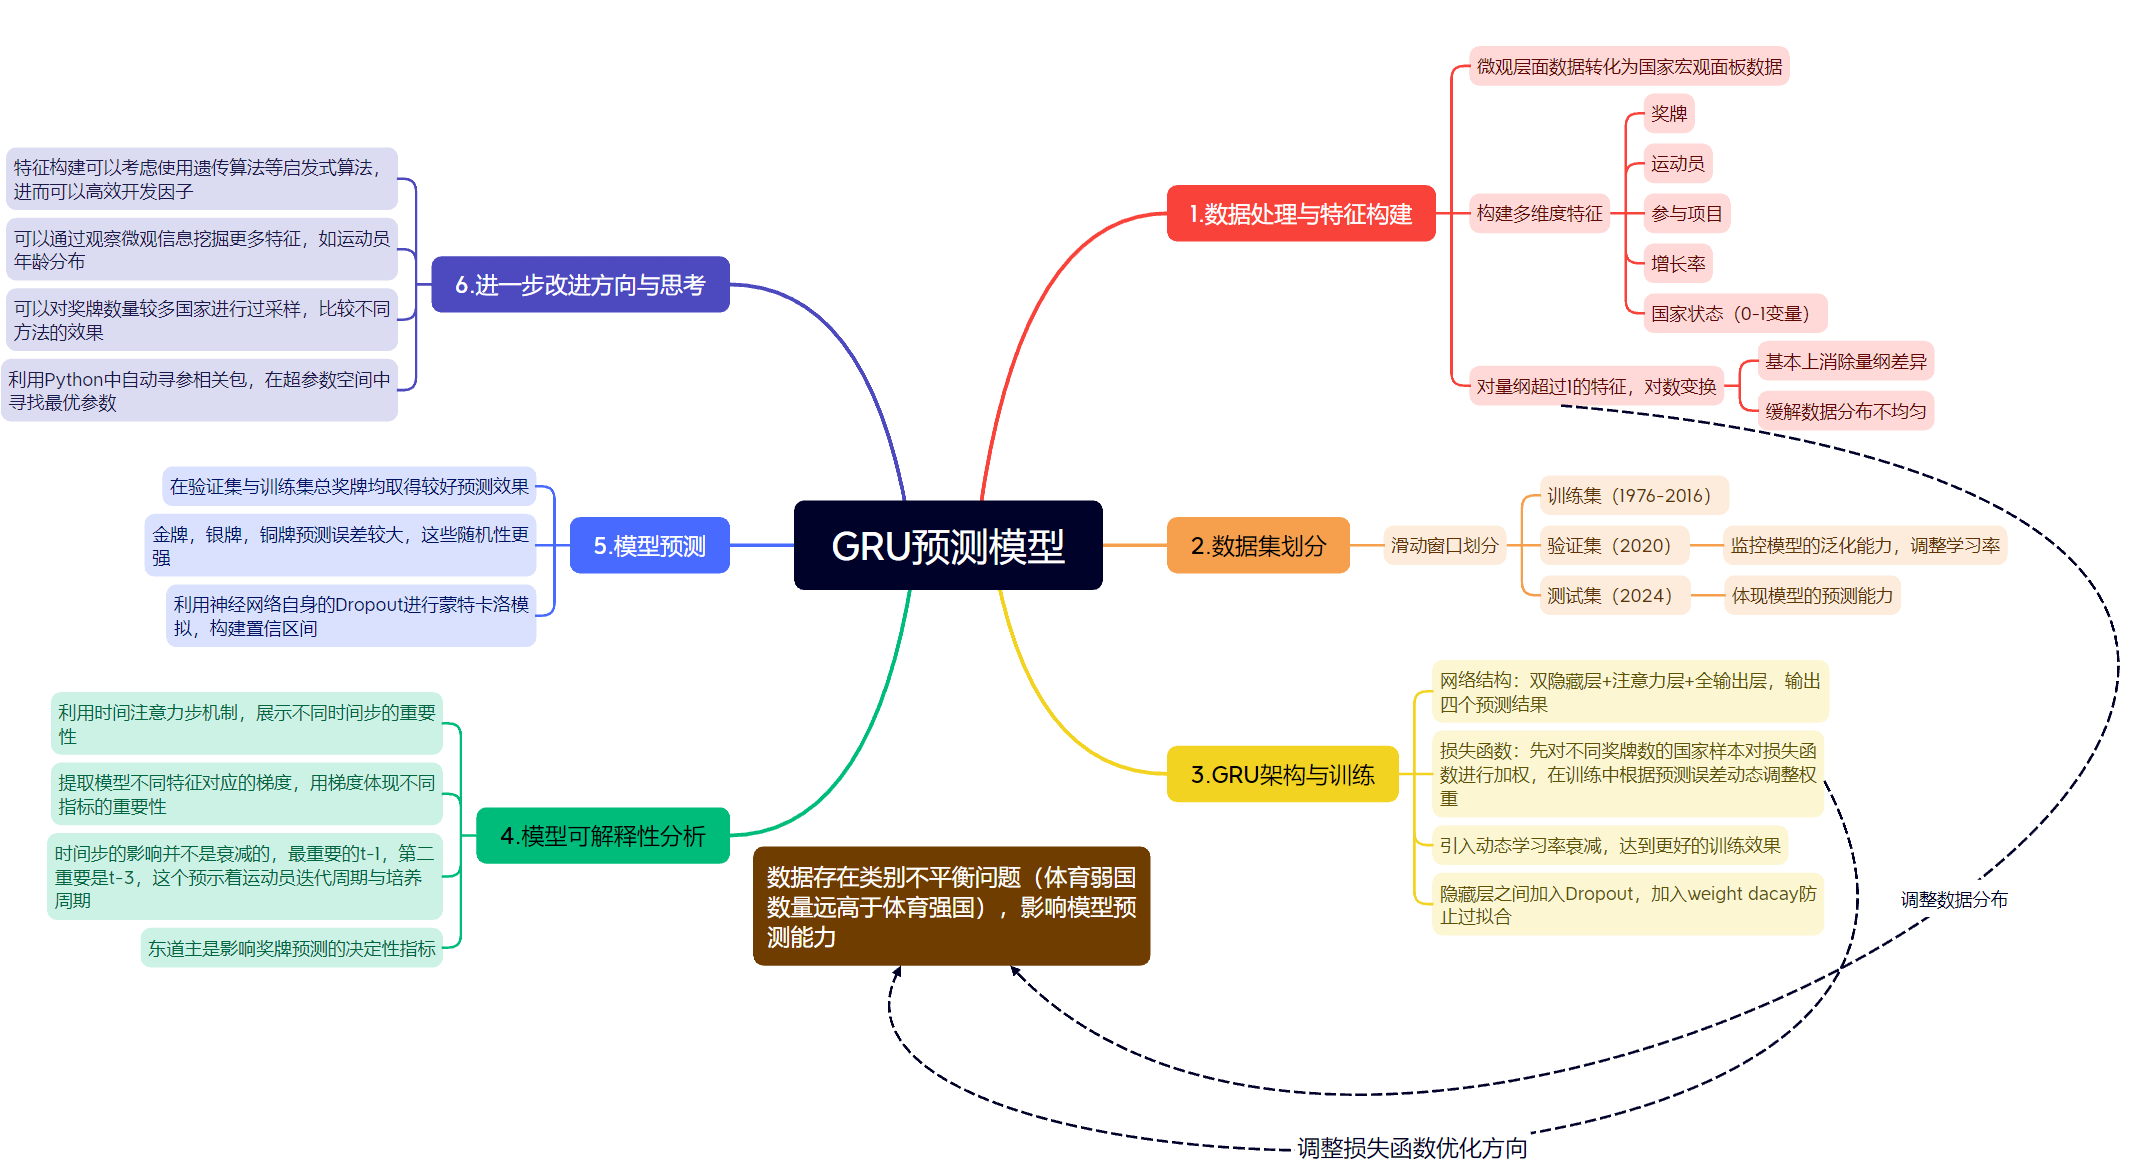 GRU预测模型
1.数据处理与特征构建
微观层面数据转化为国家宏观面板数据
构建多维度特征
奖牌
运动员
参与项目
增长率
国家状态（0-1变量）
对量纲超过1的特征，对数变换
基本上消除量纲差异
缓解数据分布不均匀
2.数据集划分
滑动窗口划分
训练集（1976-2016）
验证集（2020）
监控模型的泛化能力，调整学习率
测试集（2024）
体现模型的预测能力
3.GRU架构与训练
网络结构：双隐藏层+注意力层+全输出层，输出
四个预测结果
损失函数：先对不同奖牌数的国家样本对损失函
数进行加权，在训练中根据预测误差动态调整权
重
引入动态学习率衰减，达到更好的训练效果
隐藏层之间加入Dropout，加入weight dacay防
止过拟合
4.模型可解释性分析
利用时间注意力步机制，展示不同时间步的重要
性
提取模型不同特征对应的梯度，用梯度体现不同
指标的重要性
时间步的影响并不是衰减的，最重要的t-1，第二
重要是t-3，这个预示着运动员迭代周期与培养
周期
东道主是影响奖牌预测的决定性指标
5.模型预测
在验证集与训练集总奖牌均取得较好预测效果
金牌，银牌，铜牌预测误差较大，这些随机性更
强
利用神经网络自身的Dropout进行蒙特卡洛模
拟，构建置信区间
6.进一步改进方向与思考
特征构建可以考虑使用遗传算法等启发式算法，
进而可以高效开发因子
可以通过观察微观信息挖掘更多特征，如运动员
年龄分布
可以对奖牌数量较多国家进行过采样，比较不同
方法的效果
利用Python中自动寻参相关包，在超参数空间中
寻找最优参数
数据存在类别不平衡问题（体育弱国
数量远高于体育强国），影响模型预
测能力
调整数据分布
调整损失函数优化方向